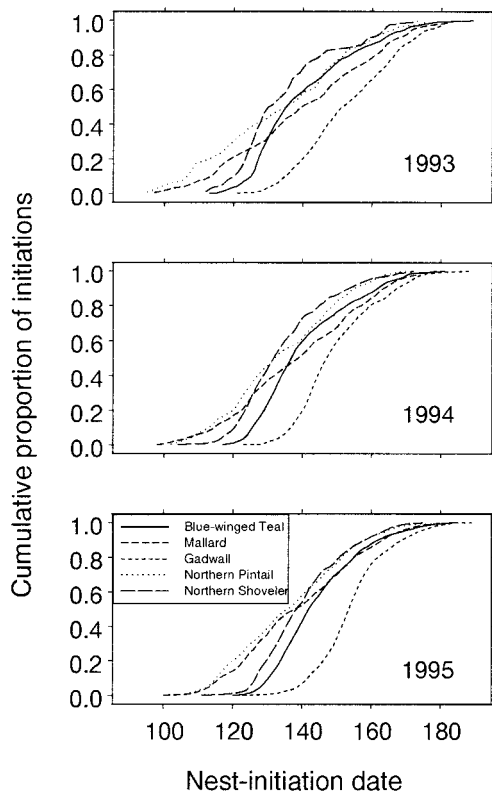 Cumulative proportion of initiations
1.0
0.8
0.6
0.4
0.2
0.0
1993
1.0
0.8
0.6
0.4
0.2
0.0
1994
1.0
0.8
0.6
0.4
0.2
0.0
Blue-winged Teal
Mallard
Gadwall
Northern Pintail
Northern Shoveler
1995
100 120 140 160 180
Nest-initiation date